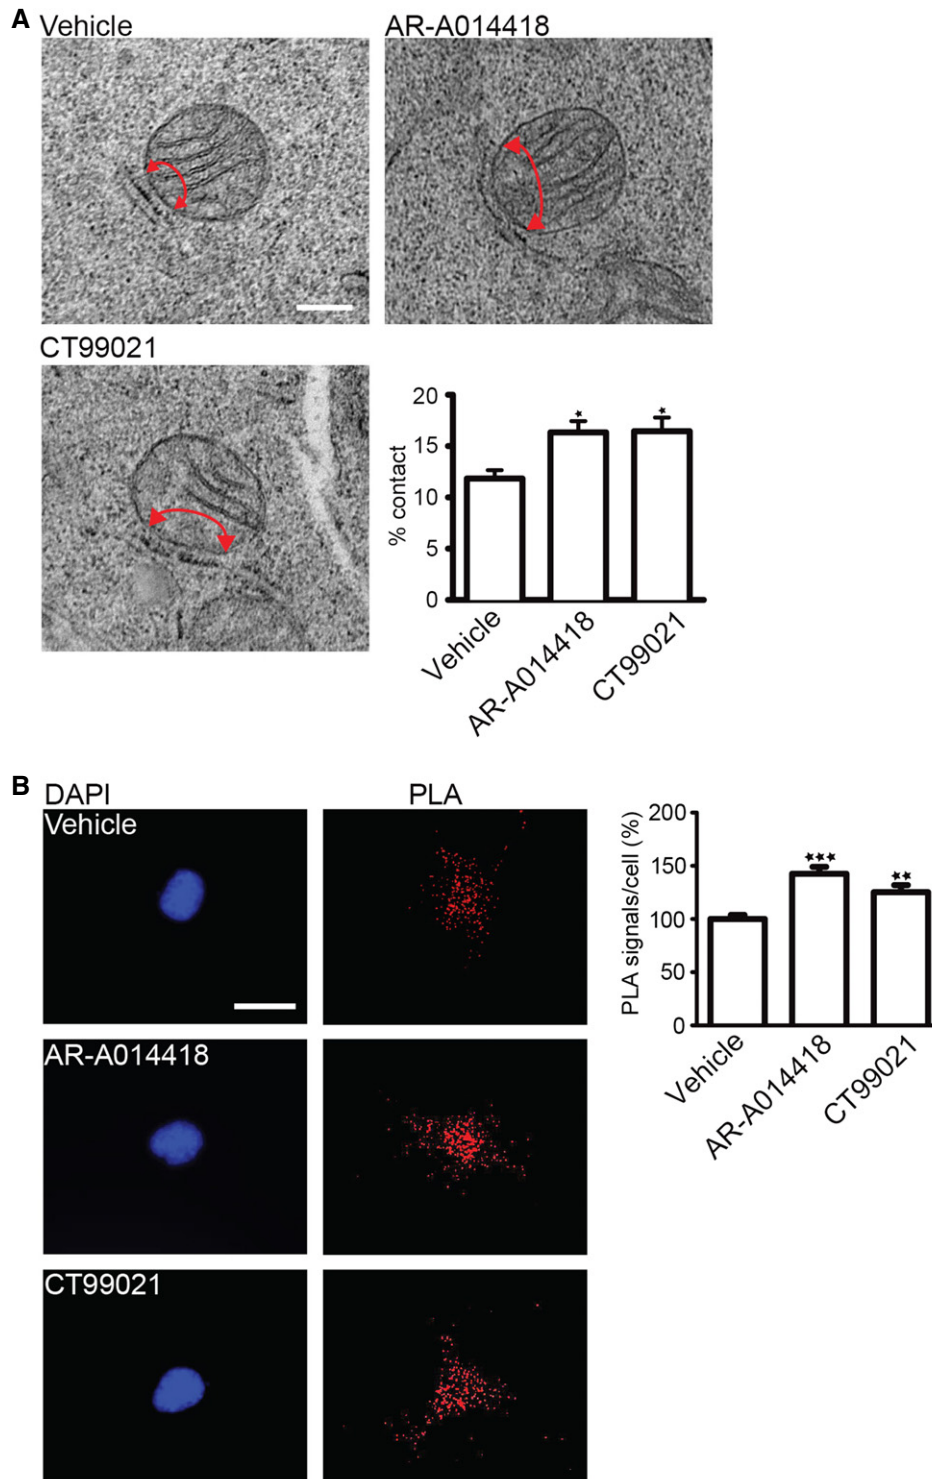 A
Vehicle
AR-A014418
CT99021
% contact
20
15
10
5
0
*
*
Vehicle
AR-A014418
CT99021
B
DAPI
PLA
Vehicle
AR-A014418
CT99021
PLA signals/cell (%)
200
150
100
50
0
***
**
Vehicle
AR-A014418
CT99021